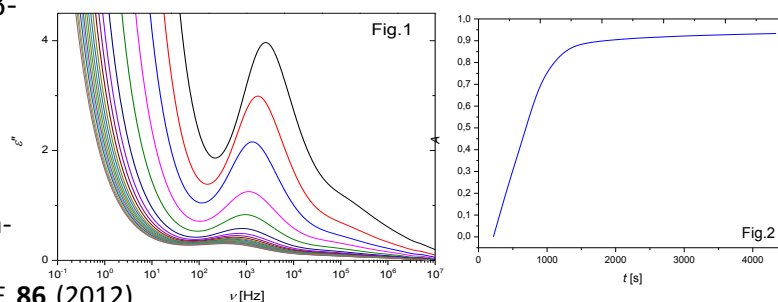 3-
Fig.1
4
2
0
ε''
10⁻¹ 10⁰ 10¹ 10² 10³ 10⁴ 10⁵ 10⁶ 10⁷
ν [Hz]
1,0
0,9
0,8
0,7
0,6
0,5
0,4
0,3
0,2
0,1
0,0
A
Fig.2
0 1000 2000 3000 4000
t [s]
n-
E 86 (2012)